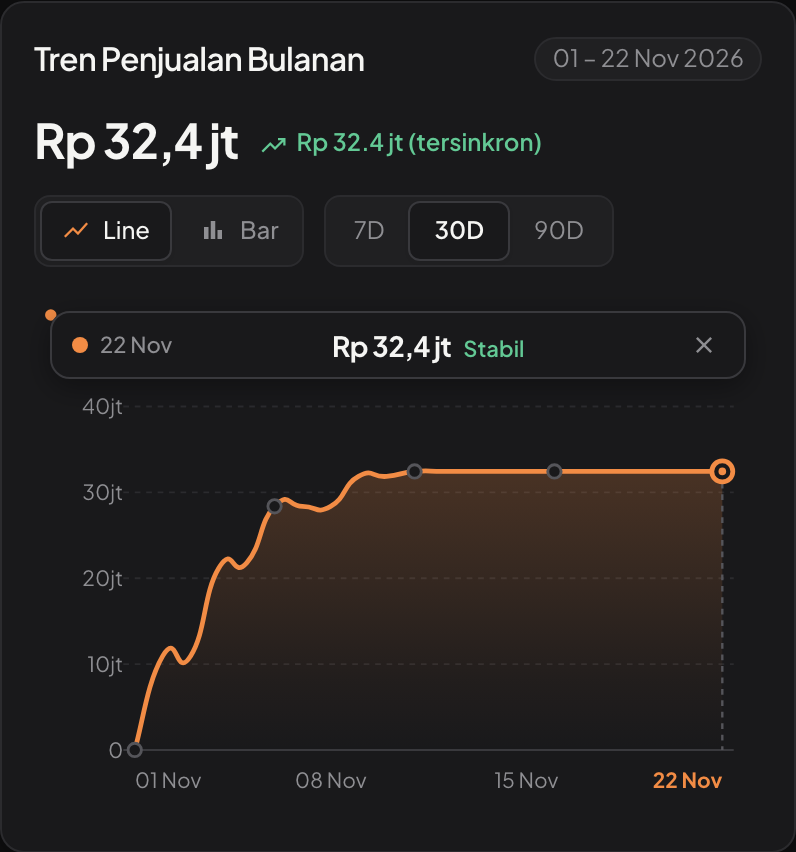 Tren Penjualan Bulanan
01 – 22 Nov 2026
Rp 32,4 jt
Rp 32.4 jt (tersinkron)
Line
Bar
7D
30D
90D
22 Nov
Rp 32,4 jt Stabil
40jt
30jt
20jt
10jt
0
01 Nov
08 Nov
15 Nov
22 Nov